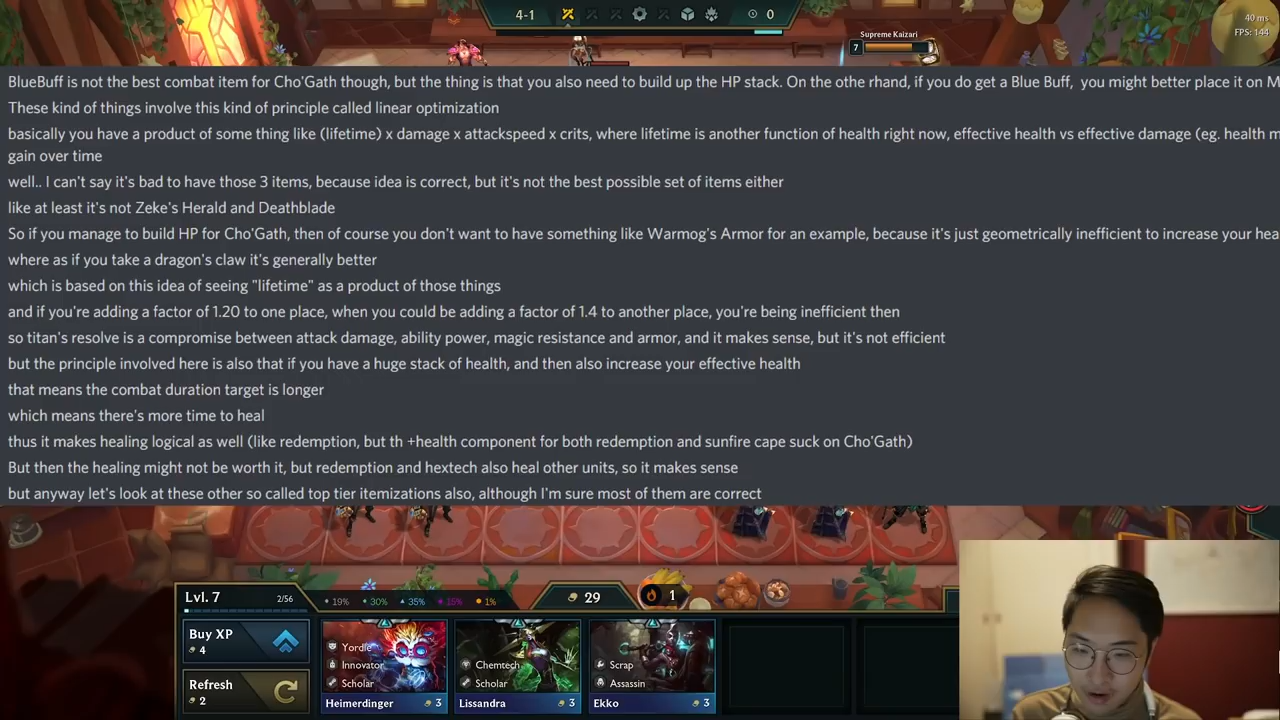 4-1
0
40 ms
FPS: 144
Supreme Kaizari
7
BlueBuff is not the best combat item for Cho'Gath though, but the thing is that you also need to build up the HP stack. On the othe rhand, if you do get a Blue Buff, you might better place it on M
These kind of things involve this kind of principle called linear optimization
basically you have a product of some thing like (lifetime) x damage x attackspeed x crits, where lifetime is another function of health right now, effective health vs effective damage (eg. health m
gain over time
well.. I can't say it's bad to have those 3 items, because idea is correct, but it's not the best possible set of items either
like at least it's not Zeke's Herald and Deathblade
So if you manage to build HP for Cho'Gath, then of course you don't want to have something like Warmog's Armor for an example, because it's just geometrically inefficient to increase your hea
where as if you take a dragon's claw it's generally better
which is based on this idea of seeing "lifetime" as a product of those things
and if you're adding a factor of 1.20 to one place, when you could be adding a factor of 1.4 to another place, you're being inefficient then
so titan's resolve is a compromise between attack damage, ability power, magic resistance and armor, and it makes sense, but it's not efficient
but the principle involved here is also that if you have a huge stack of health, and then also increase your effective health
that means the combat duration target is longer
which means there's more time to heal
thus it makes healing logical as well (like redemption, but th +health component for both redemption and sunfire cape suck on Cho'Gath)
But then the healing might not be worth it, but redemption and hextech also heal other units, so it makes sense
but anyway let's look at these other so called top tier itemizations also, although I'm sure most of them are correct
Lvl. 7
2/56
19% 30% 35% 15% 1%
29
1
Buy XP
4
Refresh
2
Yordle
Innovator
Scholar
Heimerdinger 3
Chemtech
Scholar
Lissandra 3
Scrap
Assassin
Ekko 3